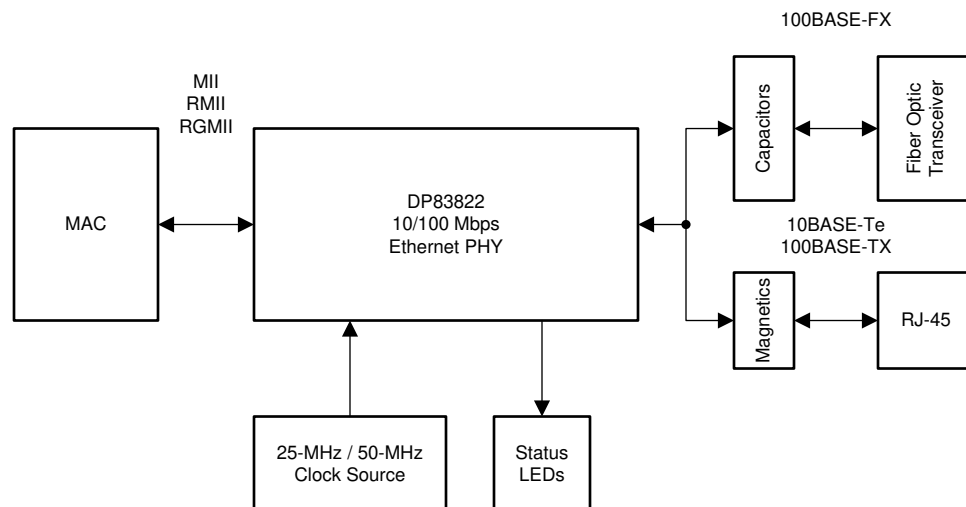 100BASE-FX
MII
RMII
RGMII
Capacitors
Fiber Optic
Transceiver
MAC
DP83822
10/100 Mbps
Ethernet PHY
10BASE-Te
100BASE-TX
Magnetics
RJ-45
25-MHz / 50-MHz
Clock Source
Status
LEDs